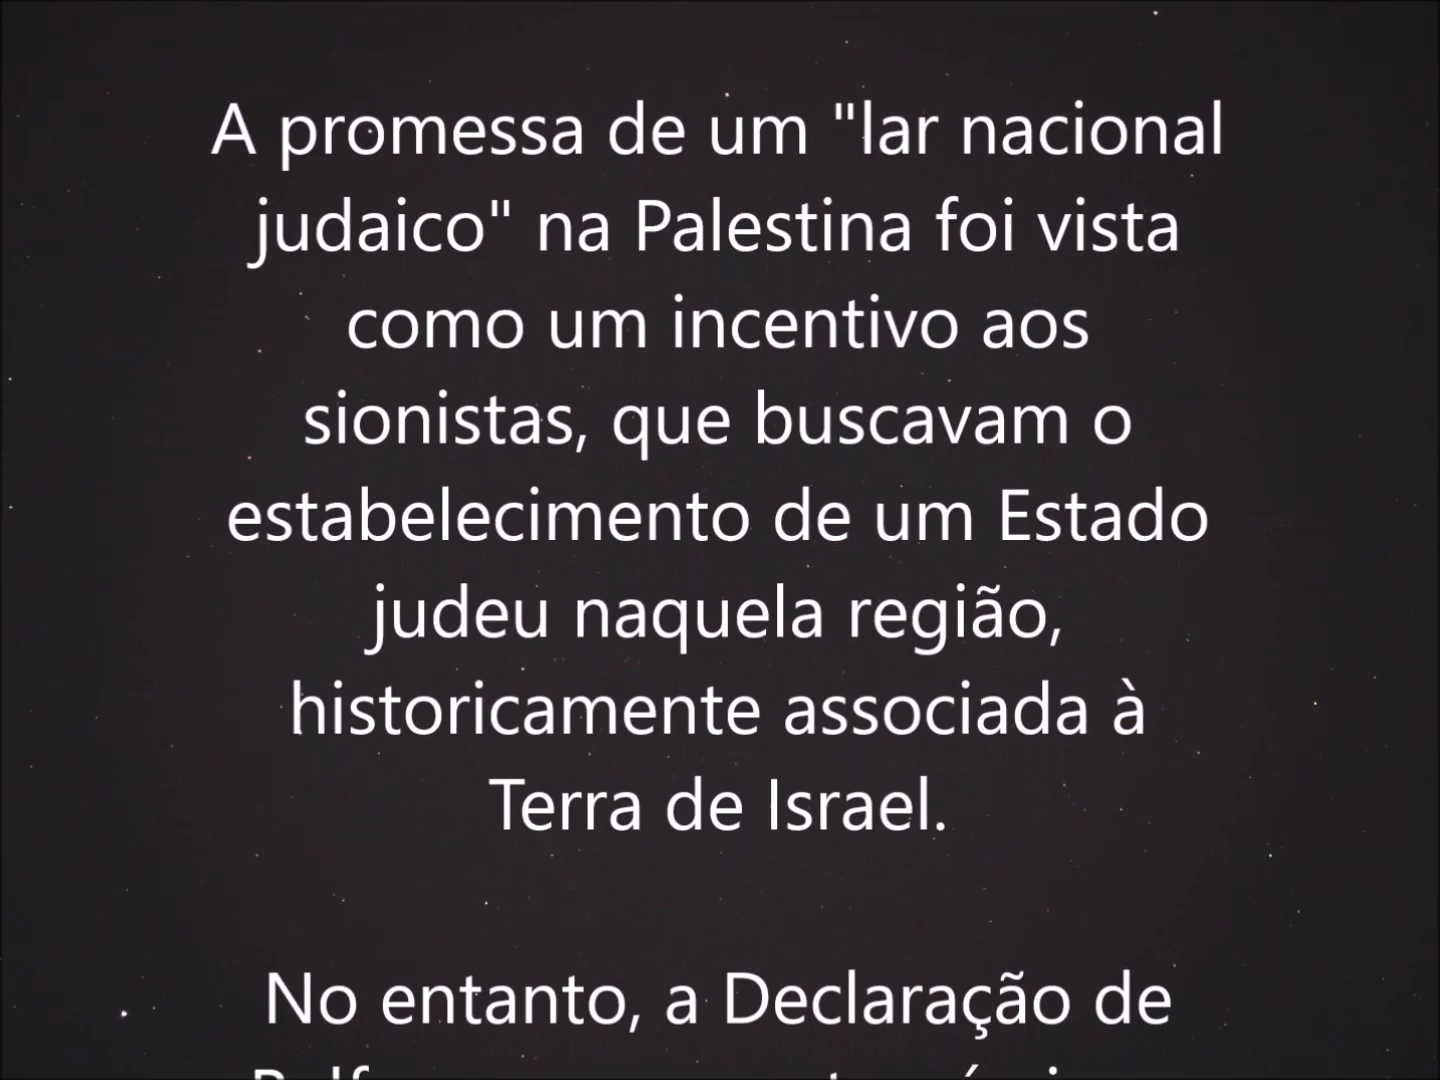 A promessa de um "lar nacional
judaico" na Palestina foi vista
como um incentivo aos
sionistas, que buscavam o
estabelecimento de um Estado
judeu naquela região,
historicamente associada à
Terra de Israel.
No entanto, a Declaração de